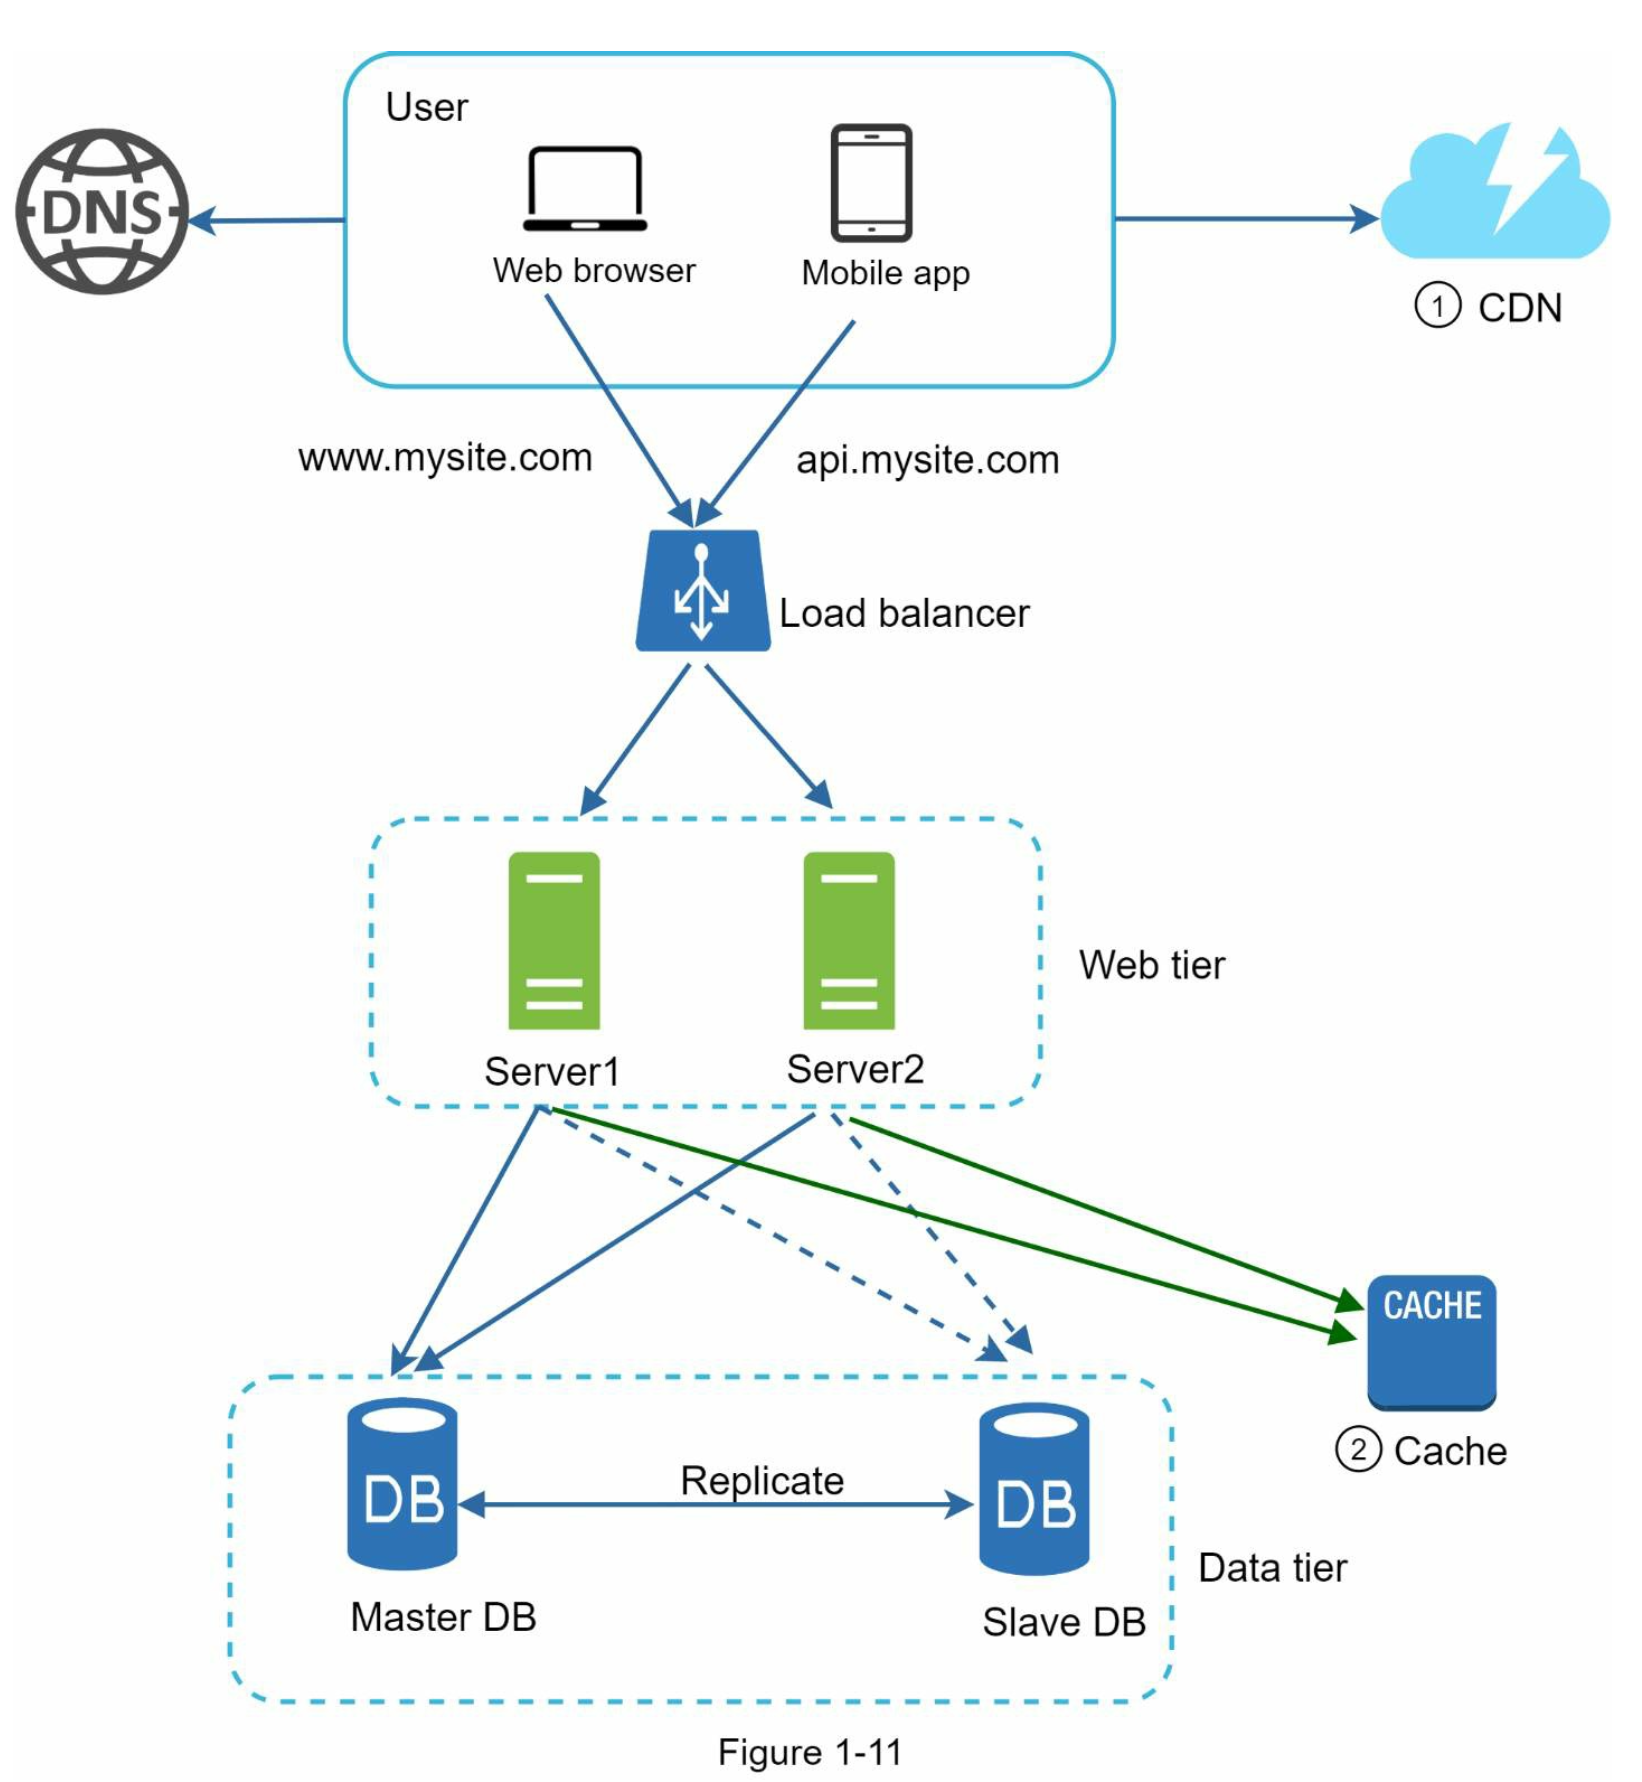 User
DNS
Web browser
Mobile app
1 CDN
www.mysite.com
api.mysite.com
Load balancer
Web tier
Server1
Server2
CACHE
2 Cache
Replicate
DB
DB
Data tier
Master DB
Slave DB
Figure 1-11